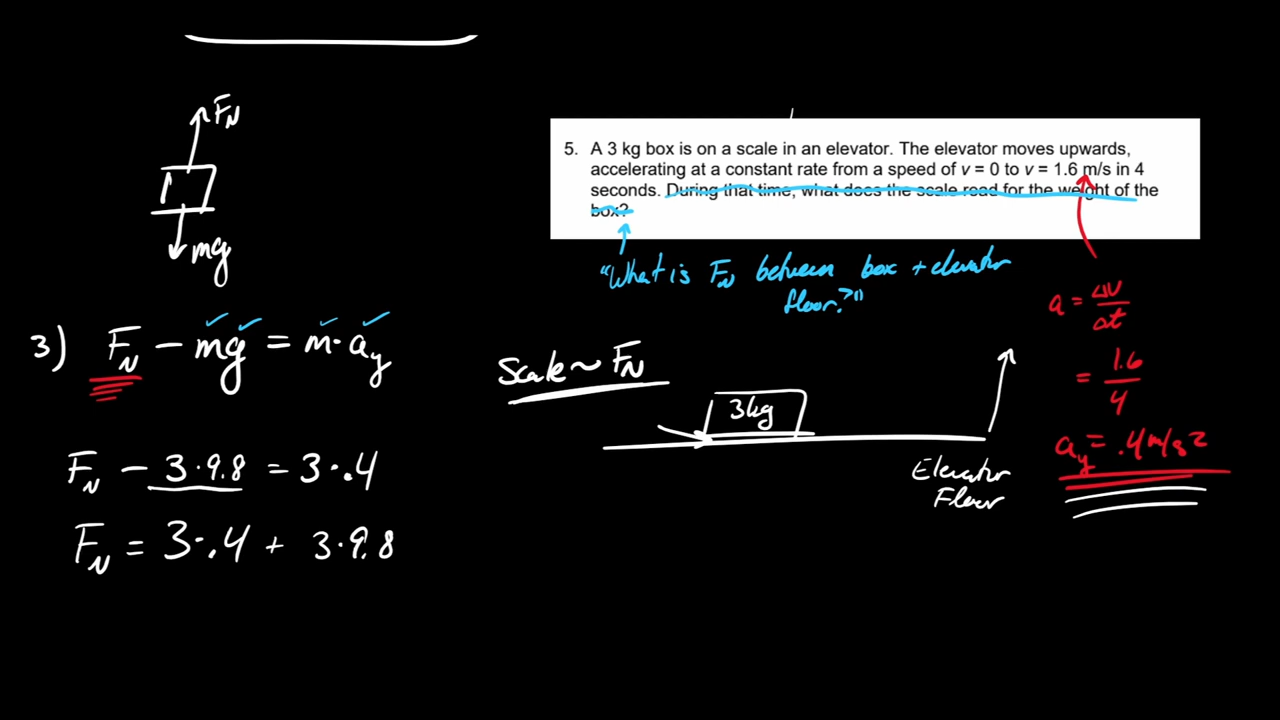 F_N
mg
5. A 3 kg box is on a scale in an elevator. The elevator moves upwards,
accelerating at a constant rate from a speed of v = 0 to v = 1.6 m/s in 4
seconds. During that time, what does the scale read for the weight of the
box?
"What is F_N between box + elevator
floor?"
a = Δv/Δt
= 1.6/4
a_y = .4 m/s²
3) F_N − mg = m·a_y
Scale ~ F_N
3kg
Elevator
Floor
F_N − 3·9.8 = 3·.4
F_N = 3·.4 + 3·9.8